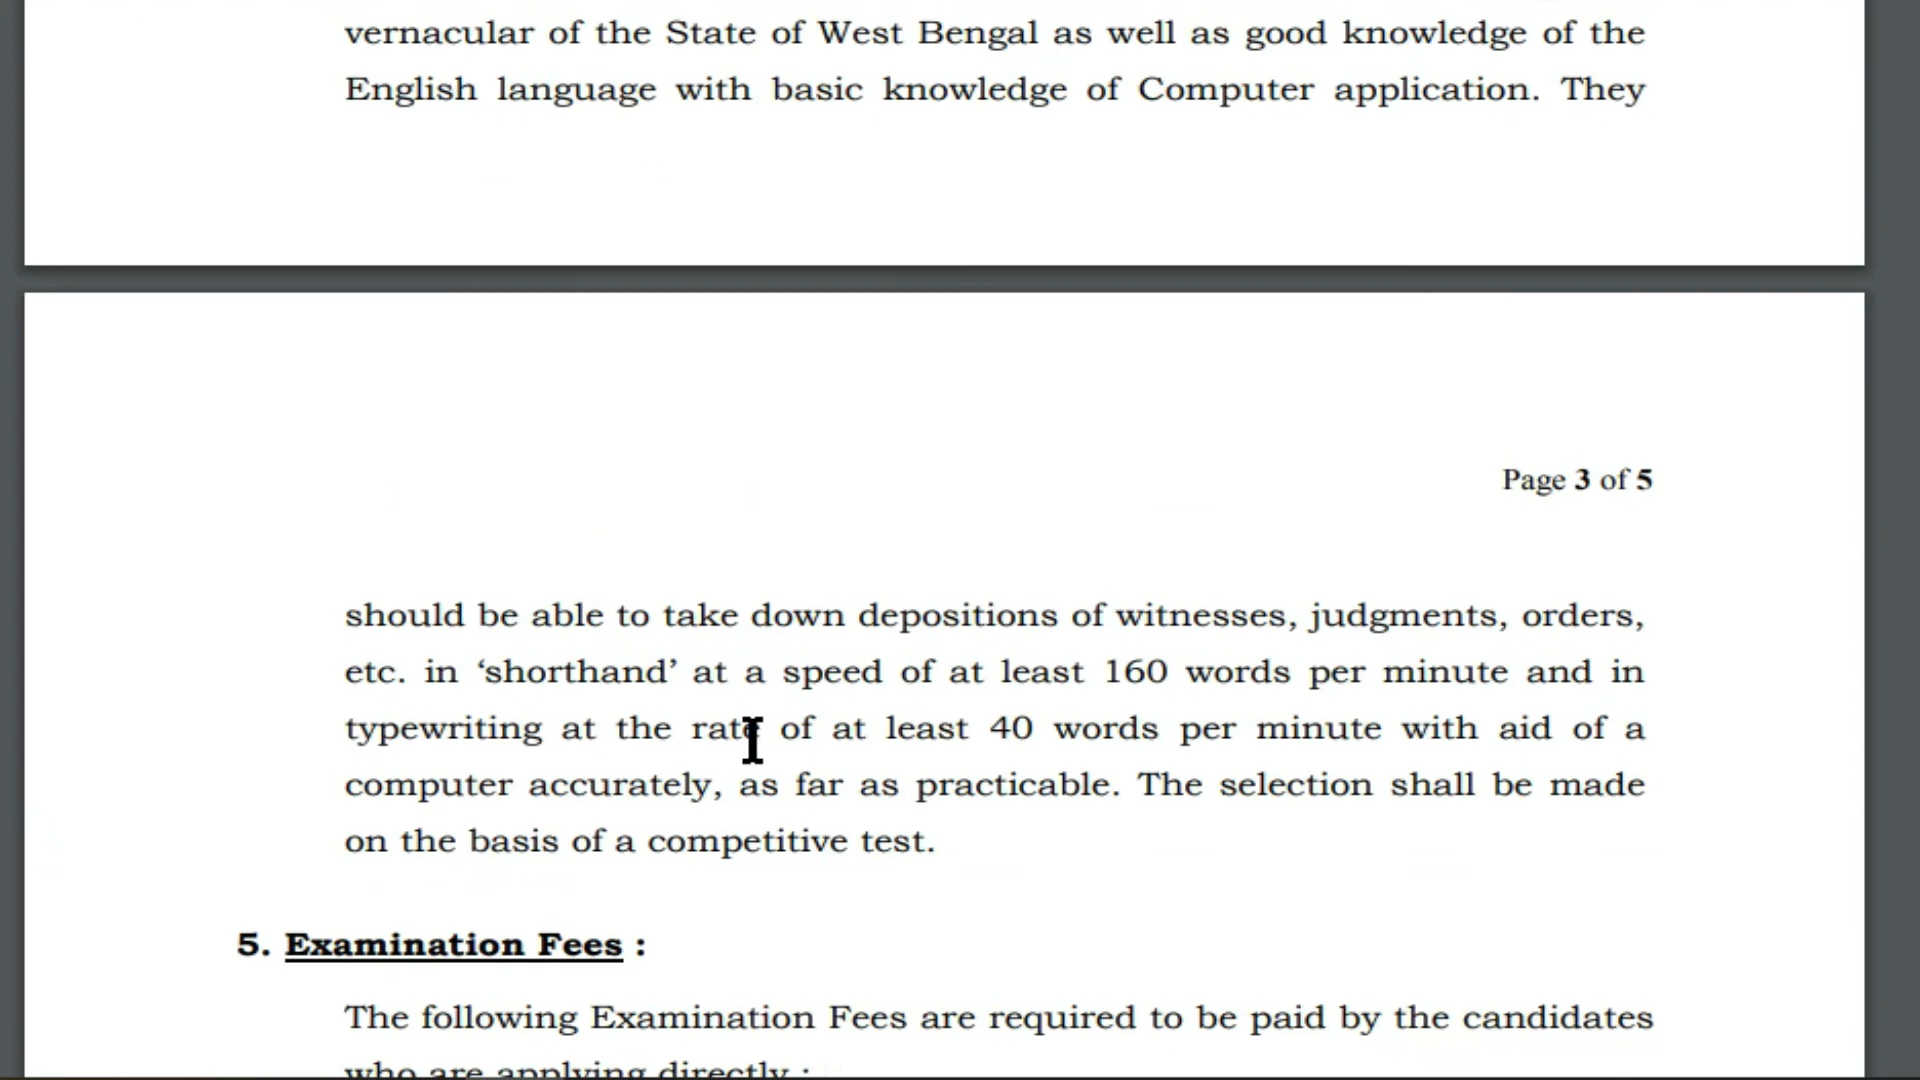 vernacular of the State of West Bengal as well as good knowledge of the
English language with basic knowledge of Computer application. They
Page 3 of 5
should be able to take down depositions of witnesses, judgments, orders,
etc. in ‘shorthand’ at a speed of at least 160 words per minute and in
typewriting at the rate of at least 40 words per minute with aid of a
computer accurately, as far as practicable. The selection shall be made
on the basis of a competitive test.
5. Examination Fees :
The following Examination Fees are required to be paid by the candidates
who are applying directly :